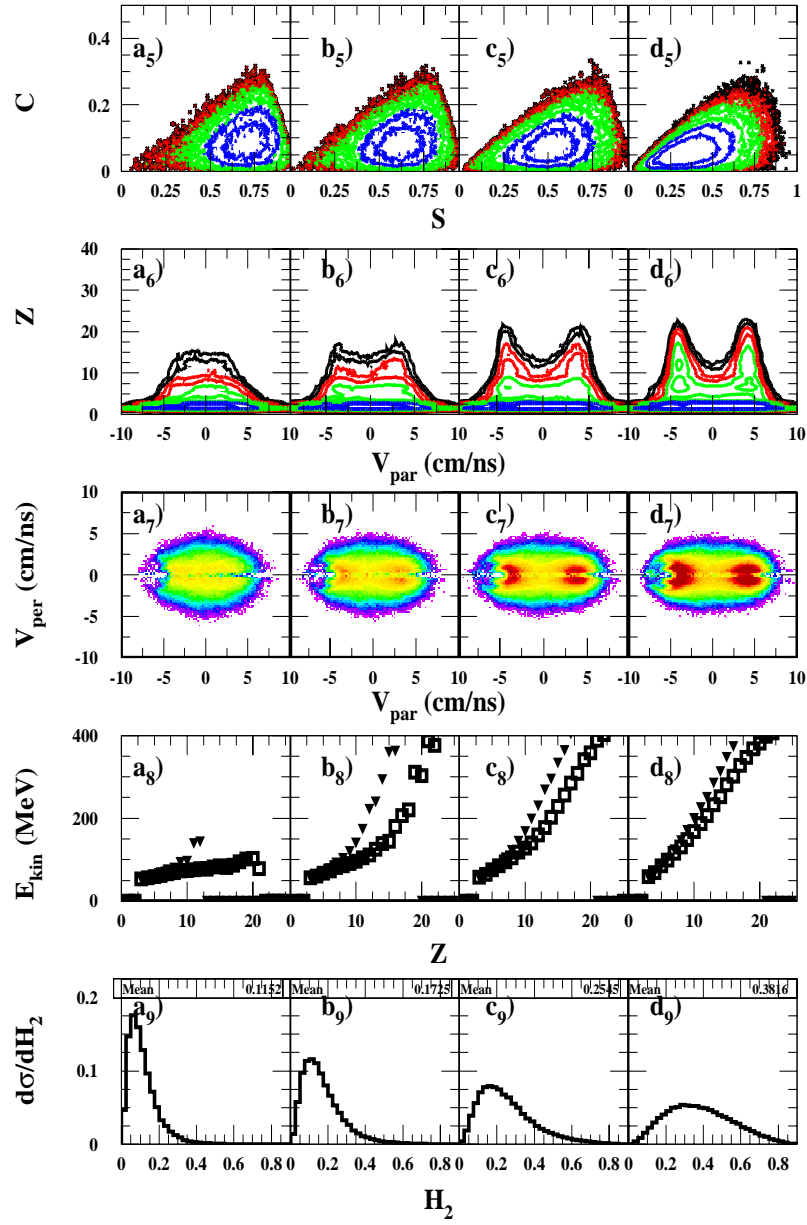 a5) b5) c5) d5)
0.4
0.2
0
C
0 0.25 0.5 0.75 0 0.25 0.5 0.75 0 0.25 0.5 0.75 0 0.25 0.5 0.75 1
S
a6) b6) c6) d6)
40
30
20
10
0
Z
-10 -5 0 5 10 -5 0 5 10 -5 0 5 10 -5 0 5 10
Vpar (cm/ns)
a7) b7) c7) d7)
10
5
0
-5
-10
Vper (cm/ns)
-10 -5 0 5 10 -5 0 5 10 -5 0 5 10 -5 0 5 10
Vpar (cm/ns)
a8) b8) c8) d8)
400
200
0
Ekin (MeV)
0 10 20 0 10 20 0 10 20 0 10 20
Z
Mean 0.1152 Mean 0.1725 Mean 0.2545 Mean 0.3816
a9) b9) c9) d9)
0.2
0.1
0
dσ/dH2
0 0.2 0.4 0.6 0.8 0 0.2 0.4 0.6 0.8 0 0.2 0.4 0.6 0.8 0 0.2 0.4 0.6 0.8
H2